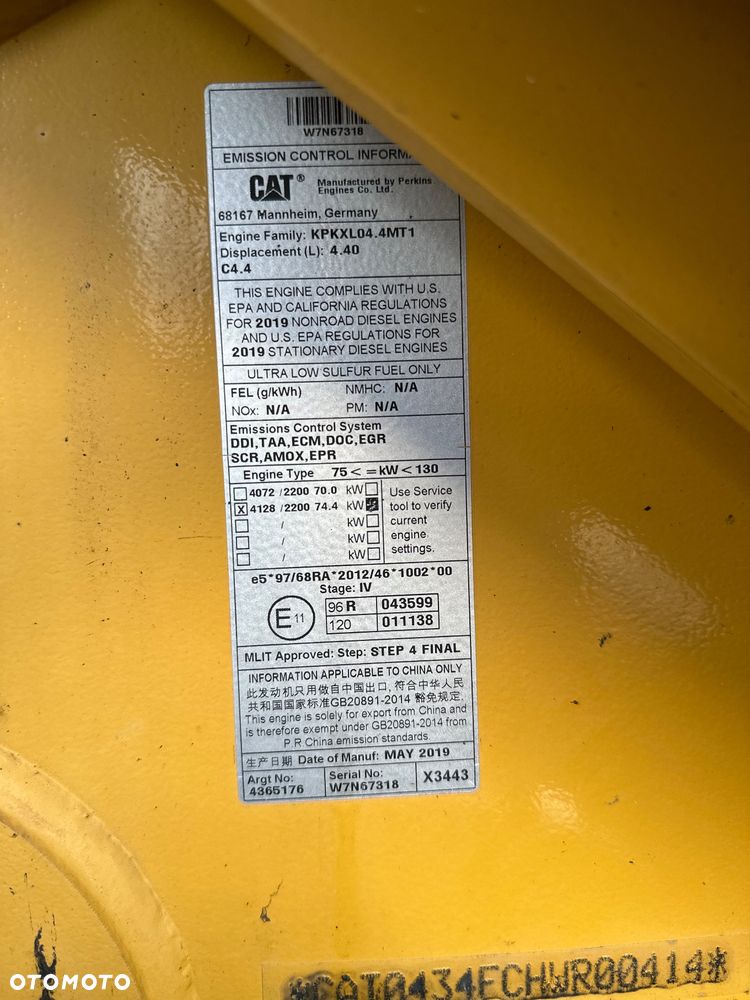 W7N67318
EMISSION CONTROL
CAT® Manufactured by Perkins
Engines Co. Ltd.
68167 Mannheim, Germany
Engine Family: KPKXL04.4MT1
Displacement (L): 4.40
C4.4
THIS ENGINE COMPLIES WITH U.S.
EPA AND CALIFORNIA REGULATIONS
FOR 2019 NONROAD DIESEL ENGINES
AND U.S. EPA REGULATIONS FOR
2019 STATIONARY DIESEL ENGINES
ULTRA LOW SULFUR FUEL ONLY
FEL (g/kWh) NMHC: N/A
NOx: N/A PM: N/A
Emissions Control System
DDI,TAA,ECM,DOC,EGR
SCR,AMOX,EPR
Engine Type 75 < = kW < 130
4072 /2200 70.0 kW Use Service
X 4128 /2200 74.4 kW tool to verify
/ kW current
/ kW engine
/ kW settings.
e5*97/68RA*2012/46*1002*00
Stage: IV
E 11 96 R 043599
120 011138
MLIT Approved: Step: STEP 4 FINAL
INFORMATION APPLICABLE TO CHINA ONLY
此发动机只用做自中国出口, 符合中华人民
共和国国家标准GB20891-2014 豁免规定.
This engine is solely for export from China and
is therefore exempt under GB20891-2014 from
P.R China emission standards.
生产日期 Date of Manuf: MAY 2019
Argt No: Serial No: X3443
4365176 W7N67318
*CAT0434FCHWR00414*
OTOMOTO